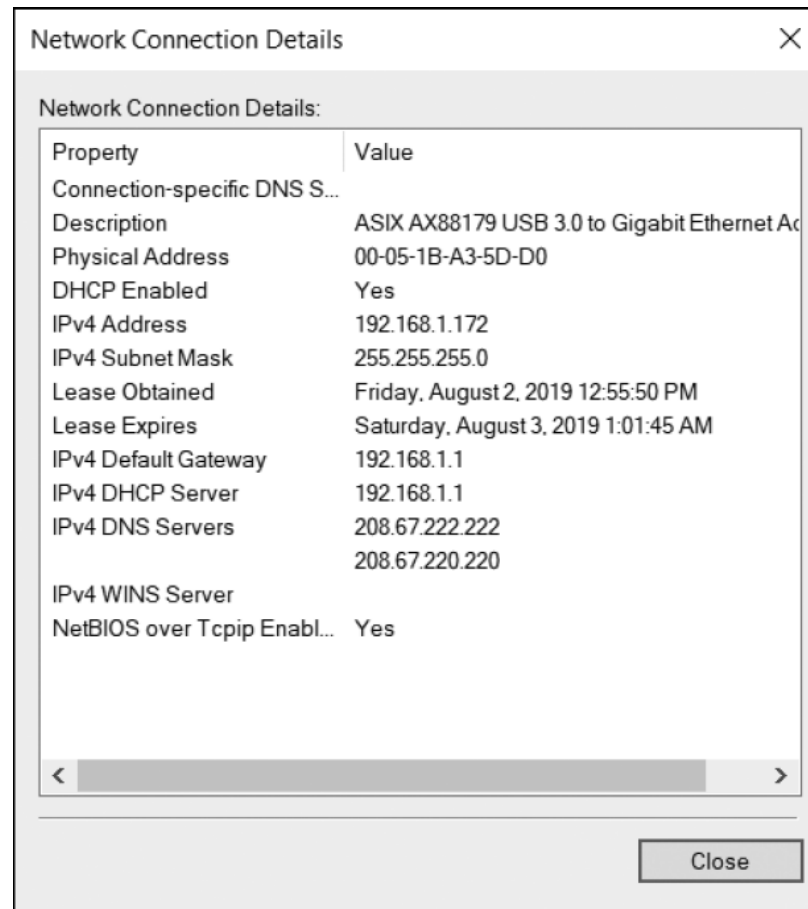 Network Connection Details
Network Connection Details:
Property Value
Connection-specific DNS S...
Description ASIX AX88179 USB 3.0 to Gigabit Ethernet Ac
Physical Address 00-05-1B-A3-5D-D0
DHCP Enabled Yes
IPv4 Address 192.168.1.172
IPv4 Subnet Mask 255.255.255.0
Lease Obtained Friday, August 2, 2019 12:55:50 PM
Lease Expires Saturday, August 3, 2019 1:01:45 AM
IPv4 Default Gateway 192.168.1.1
IPv4 DHCP Server 192.168.1.1
IPv4 DNS Servers 208.67.222.222
208.67.220.220
IPv4 WINS Server
NetBIOS over Tcpip Enabl... Yes
Close